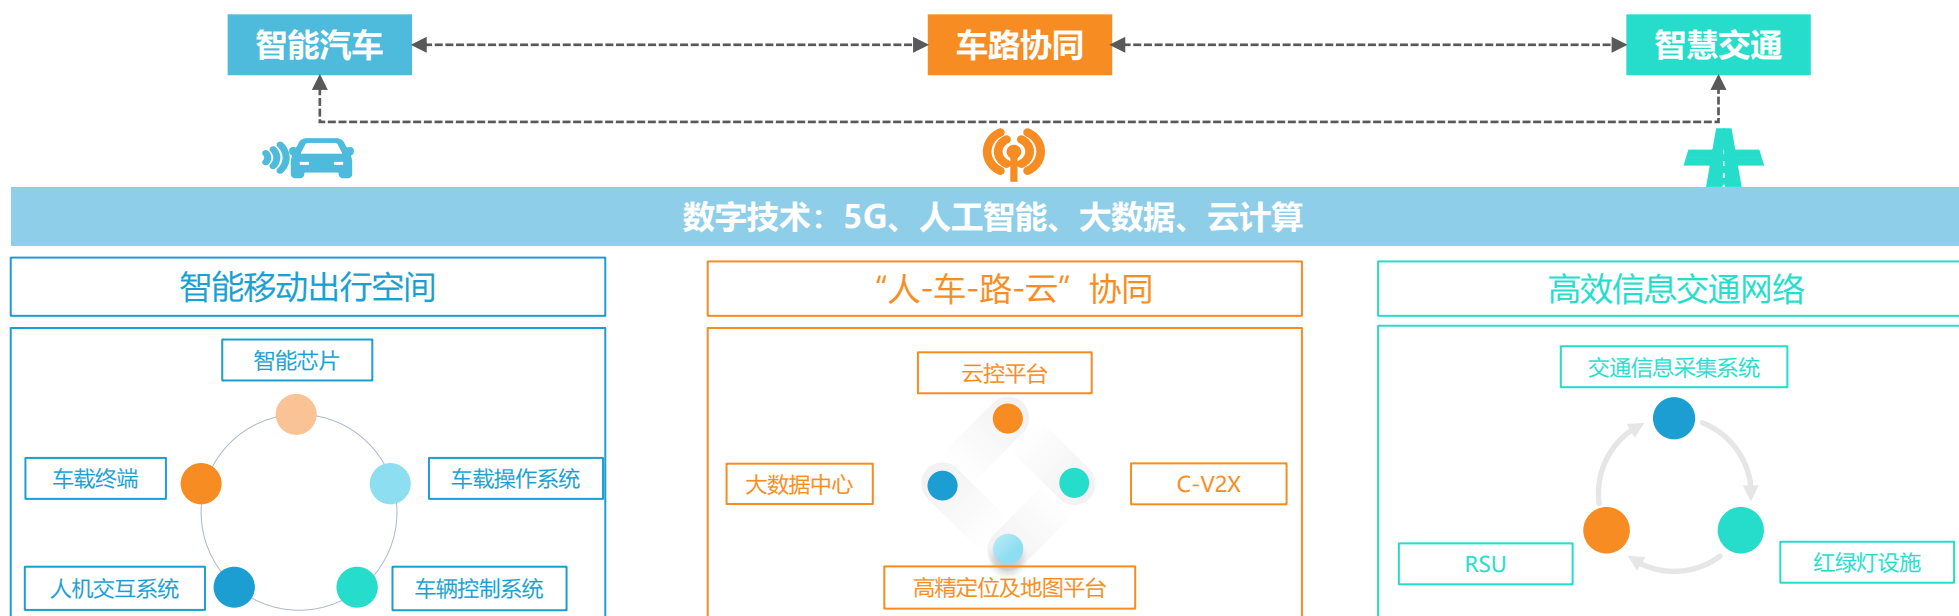 智能汽车
车路协同
智慧交通
数字技术：5G、人工智能、大数据、云计算
智能移动出行空间
“人-车-路-云”协同
高效信息交通网络
智能芯片
车载终端
车载操作系统
人机交互系统
车辆控制系统
云控平台
大数据中心
C-V2X
高精定位及地图平台
交通信息采集系统
RSU
红绿灯设施